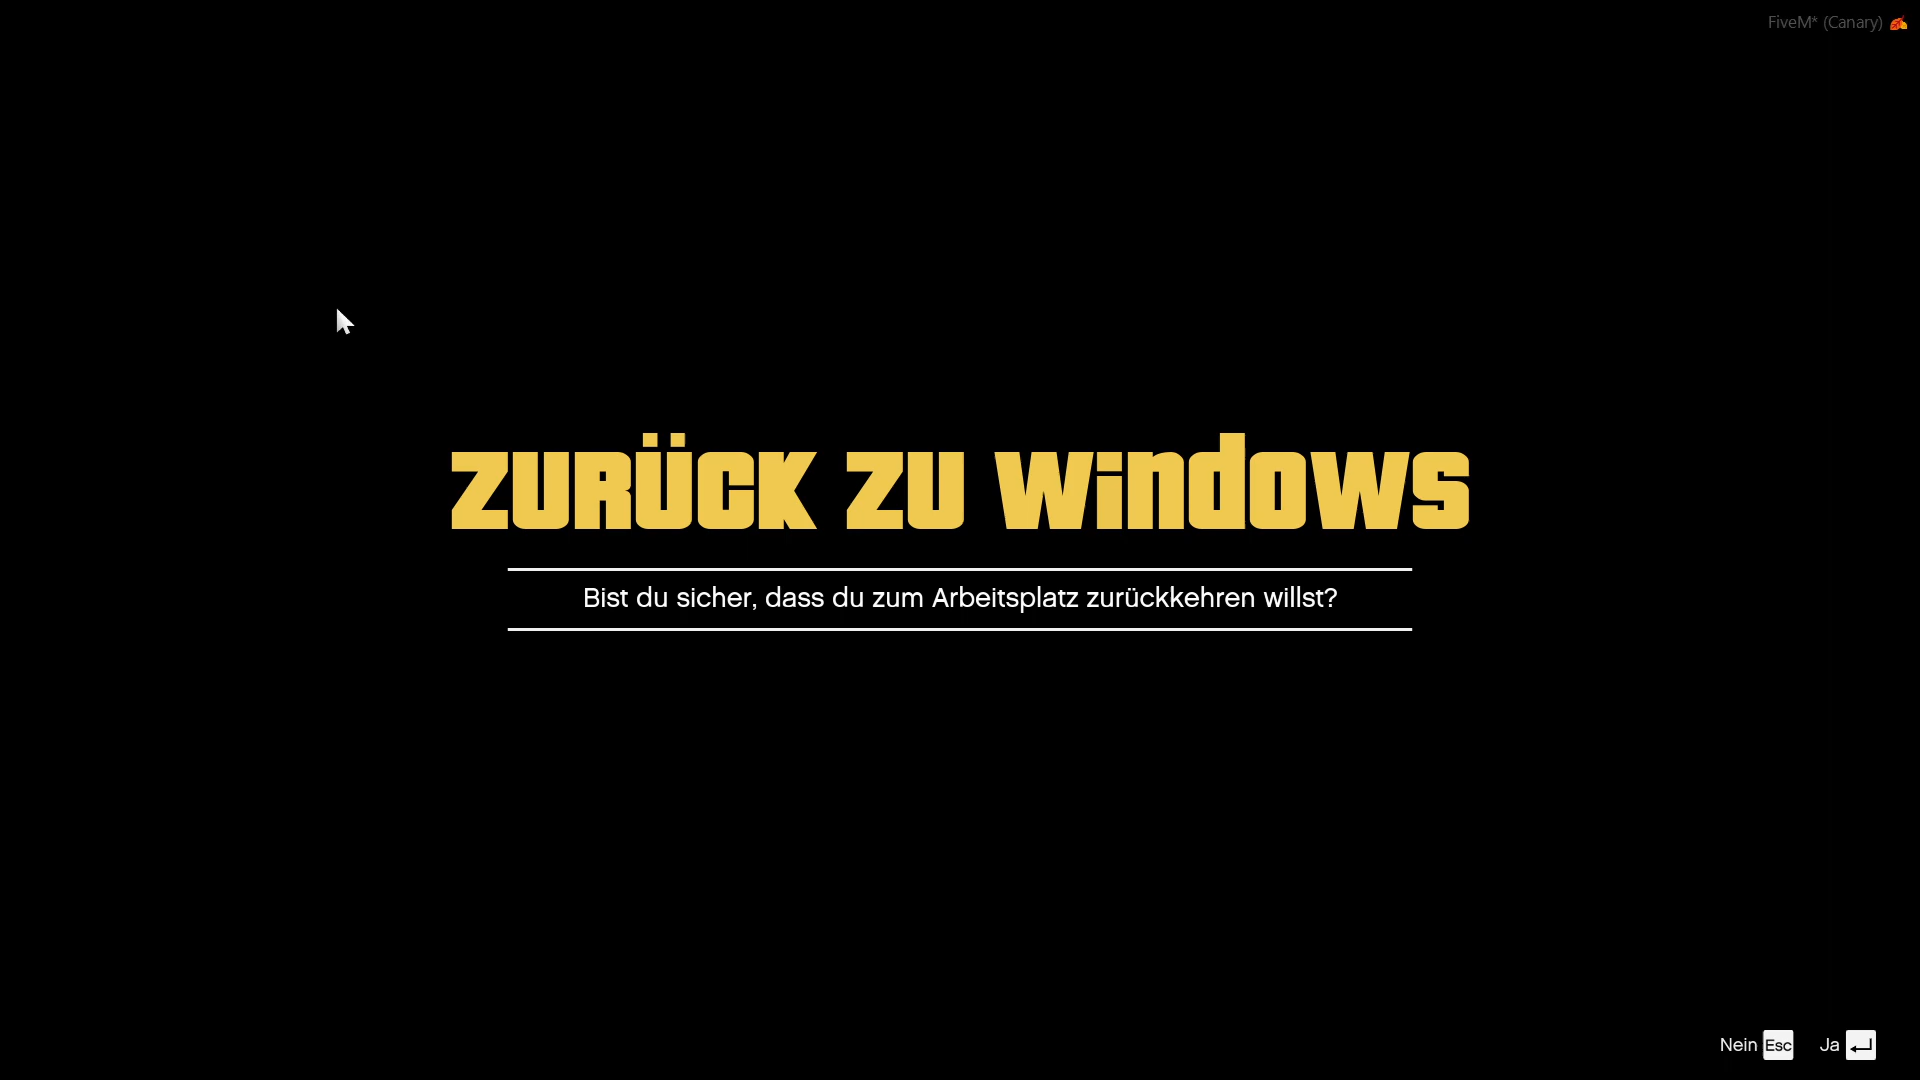 FiveM* (Canary)
zurück zu Windows
Bist du sicher, dass du zum Arbeitsplatz zurückkehren willst?
Nein Esc Ja